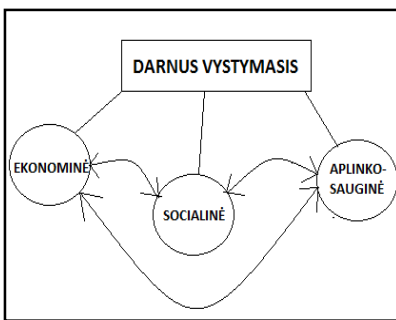 DARNUS VYSTYMASIS
EKONOMINĖ
SOCIALINĖ
APLINKO-
SAUGINĖ